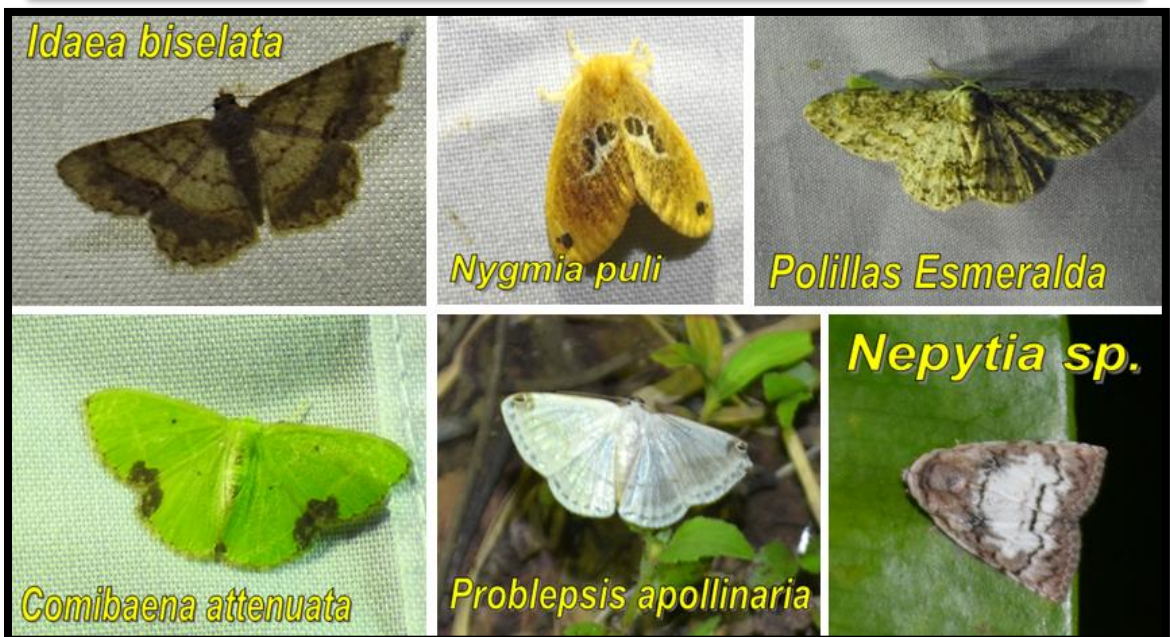 Idaea biselata
Nygmia puli
Polillas Esmeralda
Comibaena attenuata
Problepsis apollinaria
Nepytia sp.